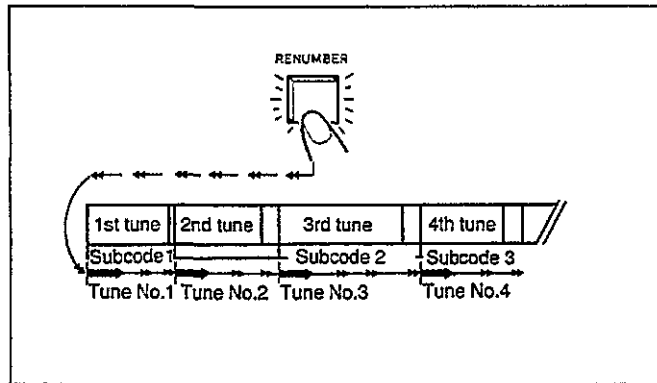 RENUMBER
1st tune 2nd tune 3rd tune 4th tune
Subcode 1 Subcode 2 Subcode 3
Tune No.1 Tune No.2 Tune No.3 Tune No.4